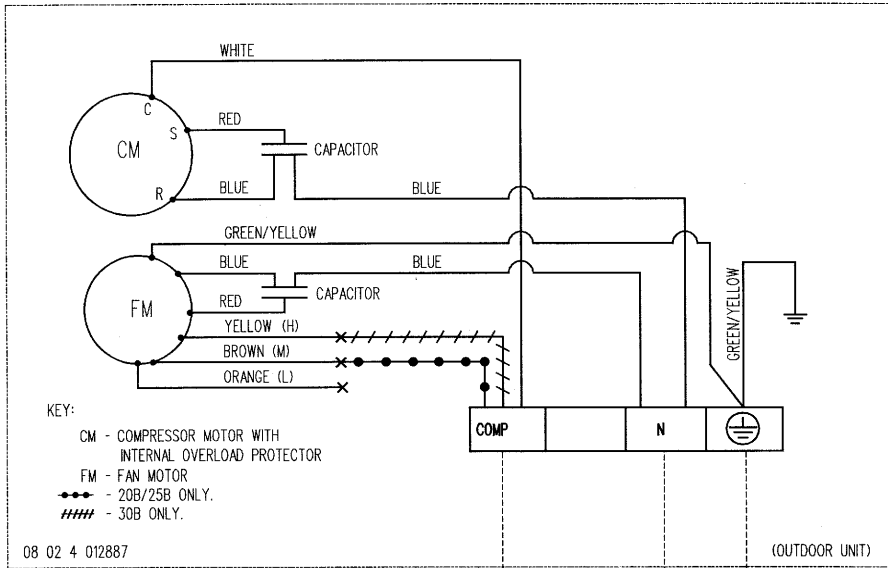 WHITE
C
RED
S
CM
CAPACITOR
R
BLUE
BLUE
GREEN/YELLOW
BLUE
BLUE
RED
CAPACITOR
FM
YELLOW (H)
BROWN (M)
ORANGE (L)
GREEN/YELLOW
COMP
N
KEY:
CM - COMPRESSOR MOTOR WITH
INTERNAL OVERLOAD PROTECTOR
FM - FAN MOTOR
- 20B/25B ONLY.
- 30B ONLY.
08 02 4 012887
(OUTDOOR UNIT)